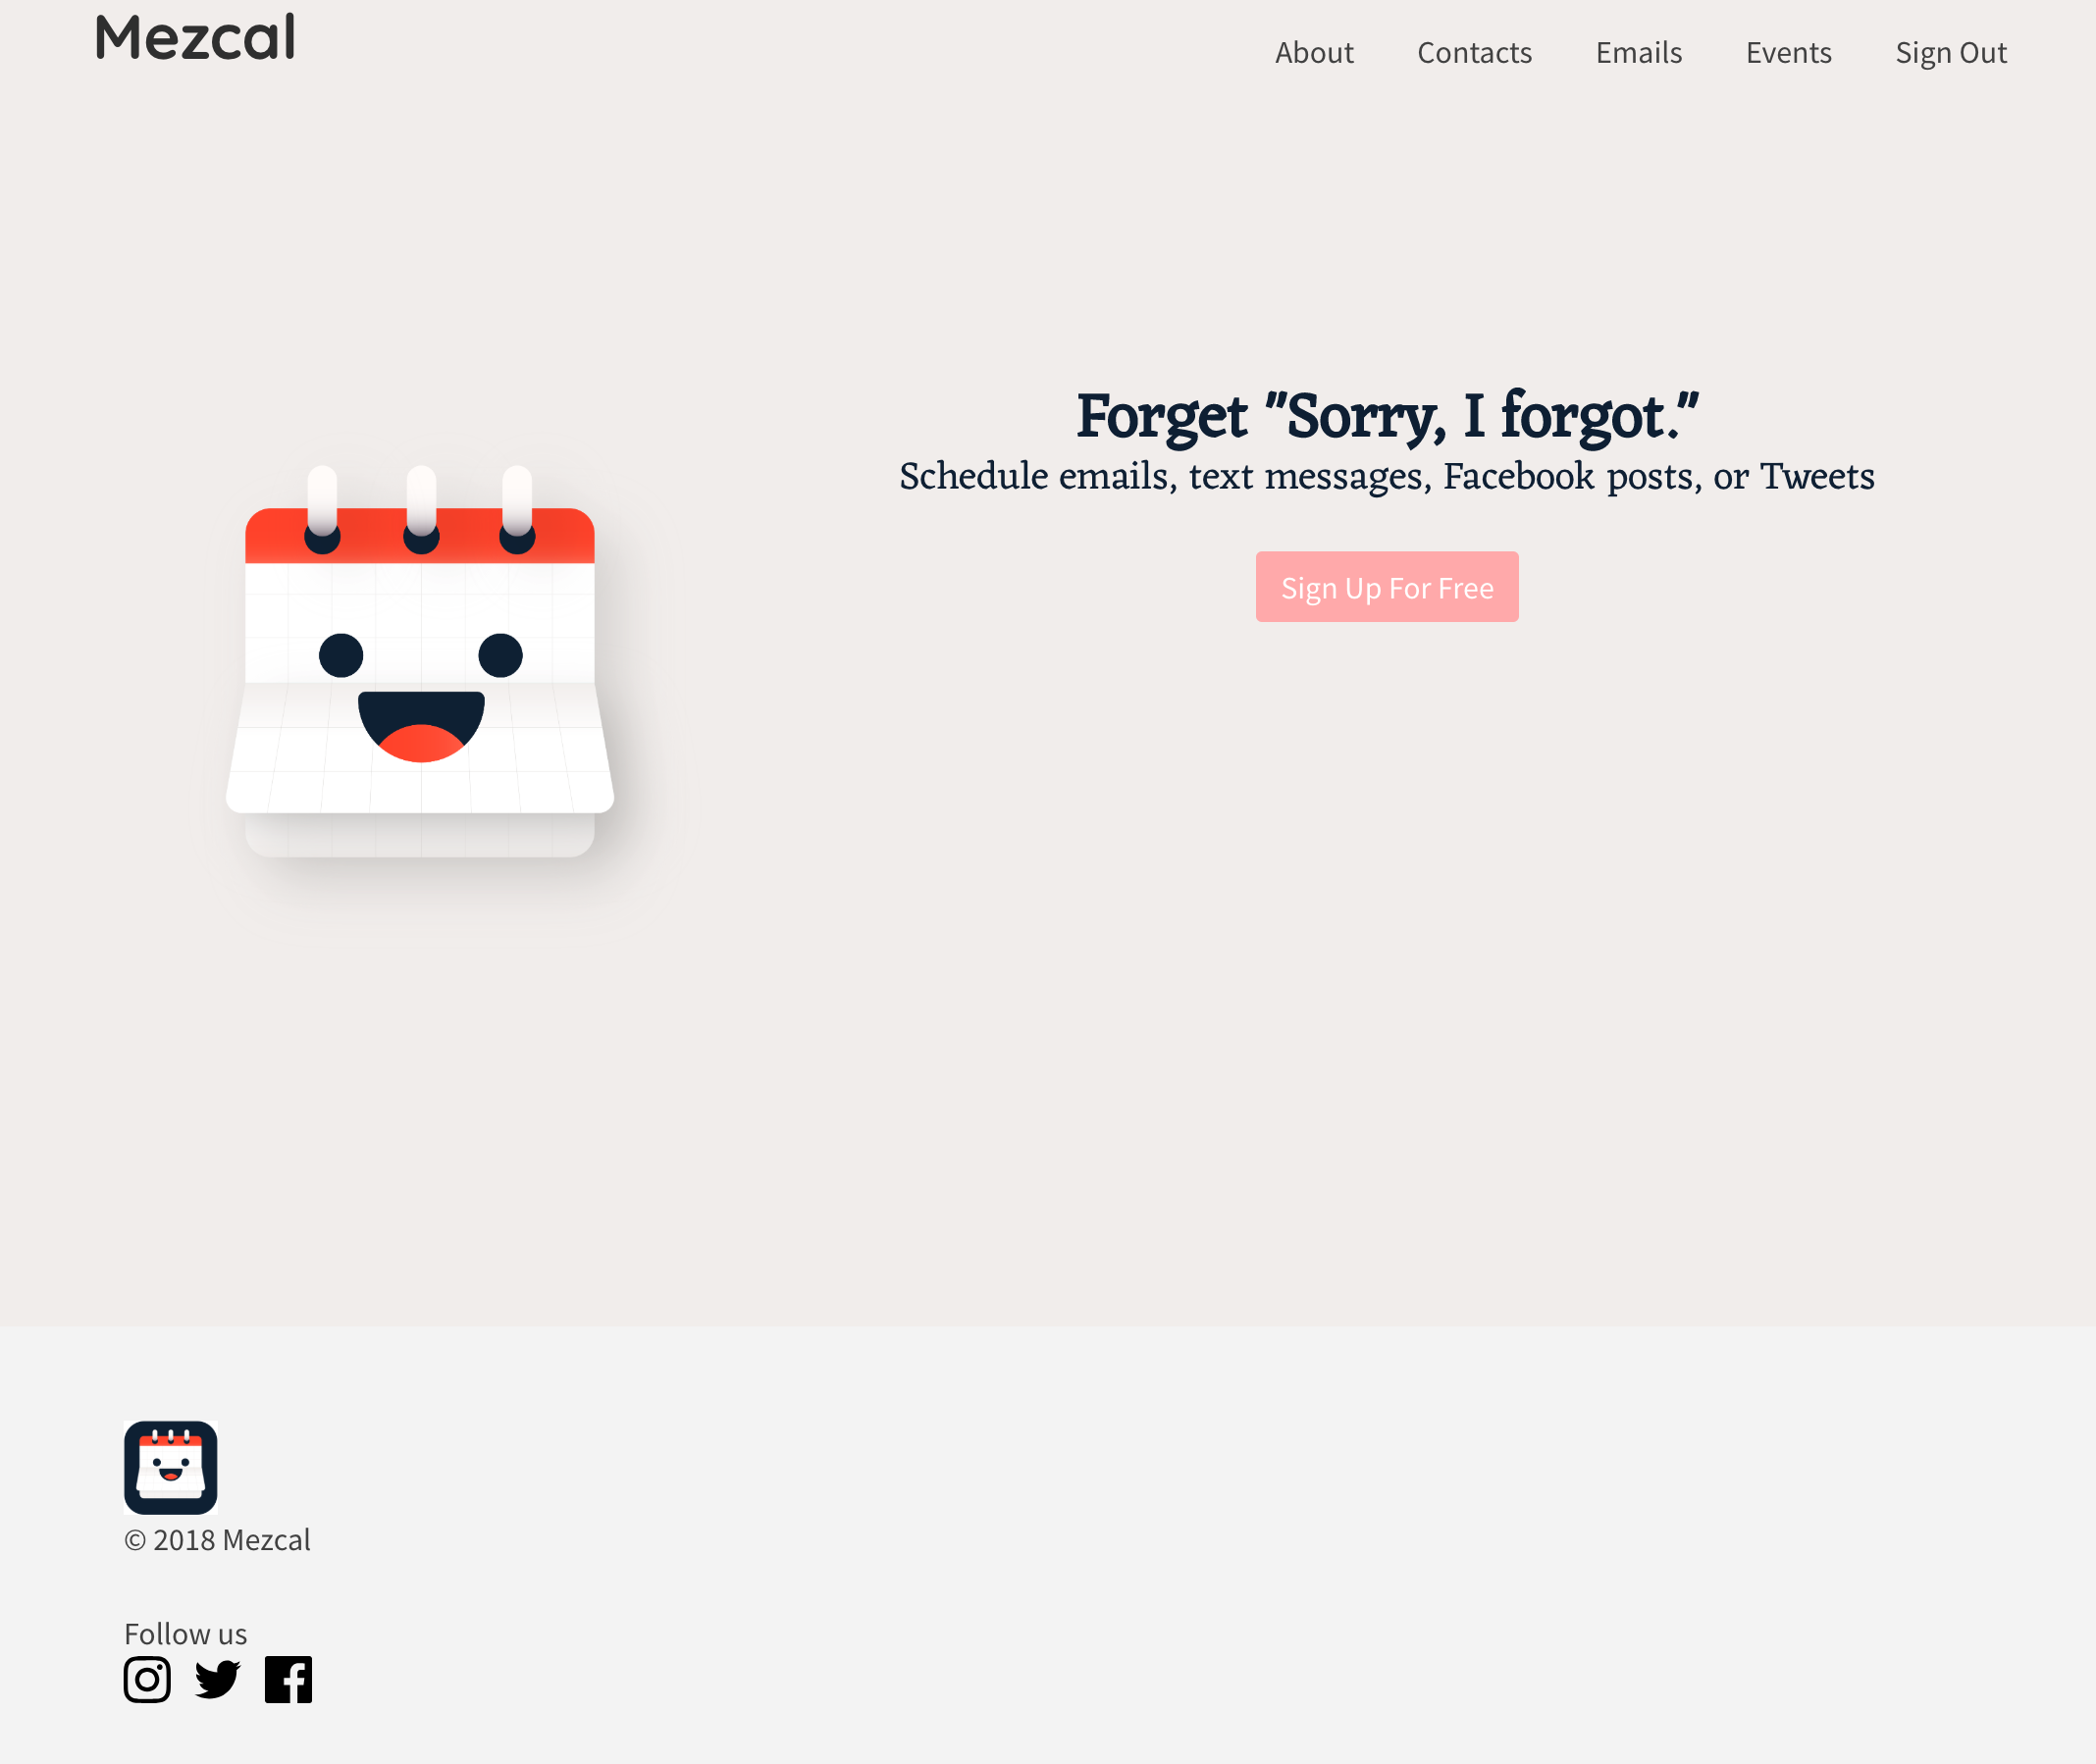 Mezcal
About
Contacts
Emails
Events
Sign Out
Forget "Sorry, I forgot."
Schedule emails, text messages, Facebook posts, or Tweets
Sign Up For Free
© 2018 Mezcal
Follow us